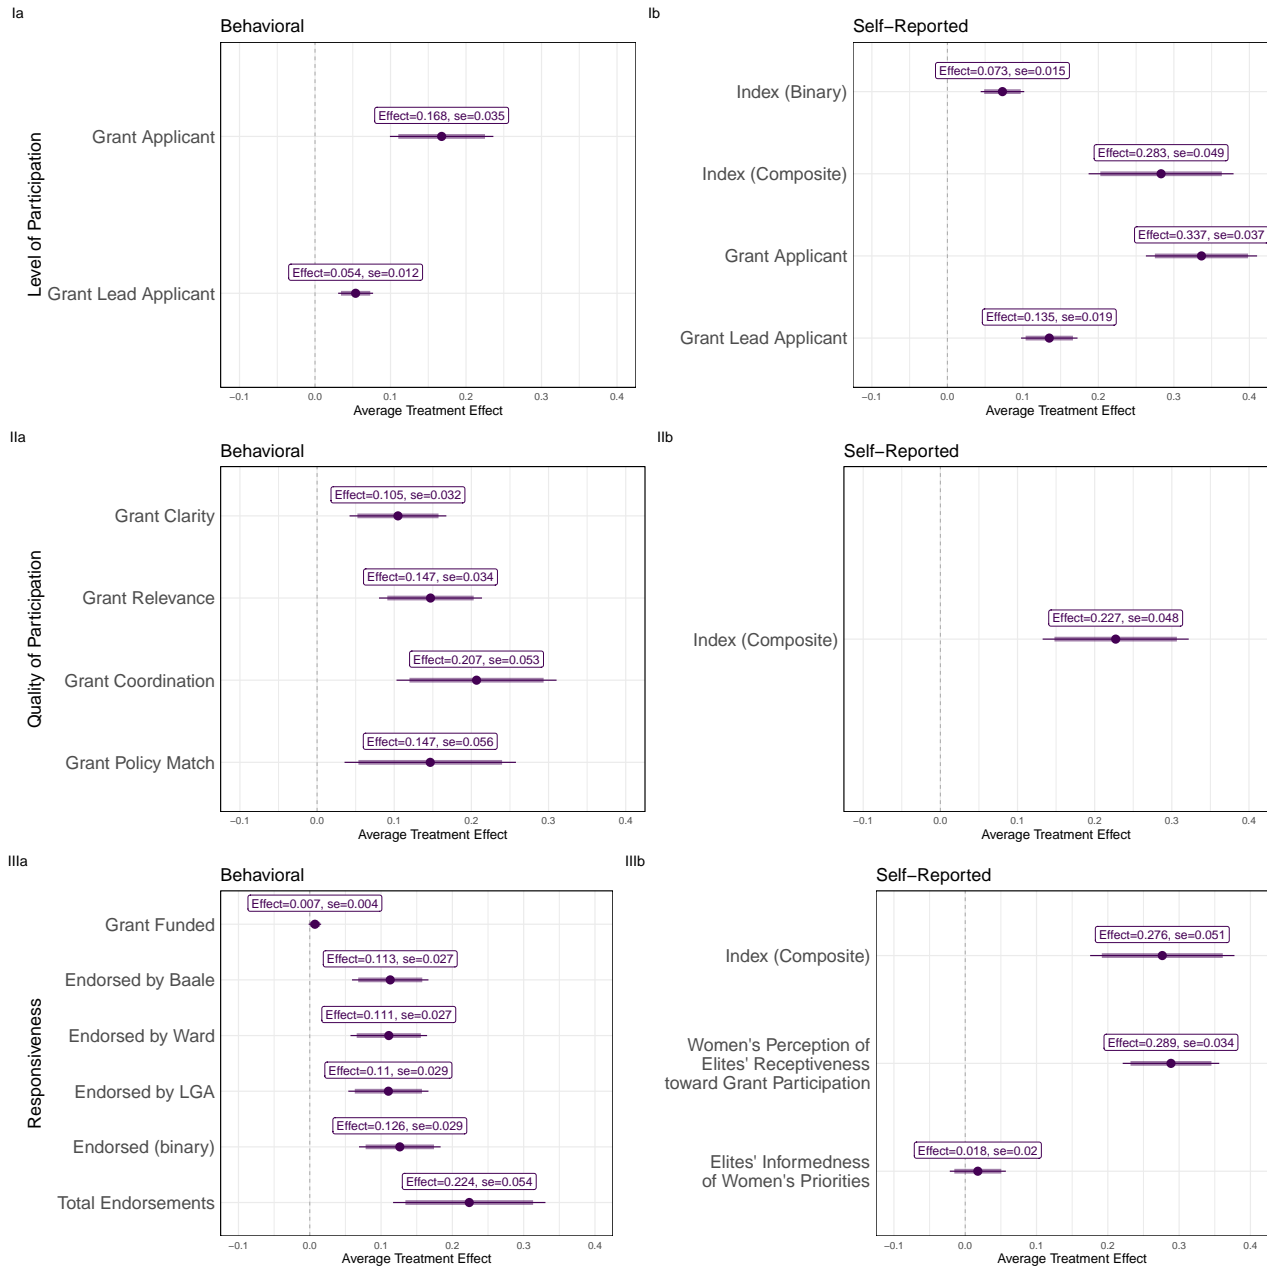 Ia
Behavioral
Level of Participation
Effect=0.168, se=0.035
Grant Applicant
Effect=0.054, se=0.012
Grant Lead Applicant
−0.1 0.0 0.1 0.2 0.3 0.4
Average Treatment Effect
Ib
Self−Reported
Effect=0.073, se=0.015
Index (Binary)
Effect=0.283, se=0.049
Index (Composite)
Effect=0.337, se=0.037
Grant Applicant
Effect=0.135, se=0.019
Grant Lead Applicant
−0.1 0.0 0.1 0.2 0.3 0.4
Average Treatment Effect
IIa
Behavioral
Quality of Participation
Effect=0.105, se=0.032
Grant Clarity
Effect=0.147, se=0.034
Grant Relevance
Effect=0.207, se=0.053
Grant Coordination
Effect=0.147, se=0.056
Grant Policy Match
−0.1 0.0 0.1 0.2 0.3 0.4
Average Treatment Effect
IIb
Self−Reported
Effect=0.227, se=0.048
Index (Composite)
−0.1 0.0 0.1 0.2 0.3 0.4
Average Treatment Effect
IIIa
Behavioral
Responsiveness
Effect=0.007, se=0.004
Grant Funded
Effect=0.113, se=0.027
Endorsed by Baale
Effect=0.111, se=0.027
Endorsed by Ward
Effect=0.11, se=0.029
Endorsed by LGA
Effect=0.126, se=0.029
Endorsed (binary)
Effect=0.224, se=0.054
Total Endorsements
−0.1 0.0 0.1 0.2 0.3 0.4
Average Treatment Effect
IIIb
Self−Reported
Effect=0.276, se=0.051
Index (Composite)
Effect=0.289, se=0.034
Women's Perception of
Elites' Receptiveness
toward Grant Participation
Effect=0.018, se=0.02
Elites' Informedness
of Women's Priorities
−0.1 0.0 0.1 0.2 0.3 0.4
Average Treatment Effect